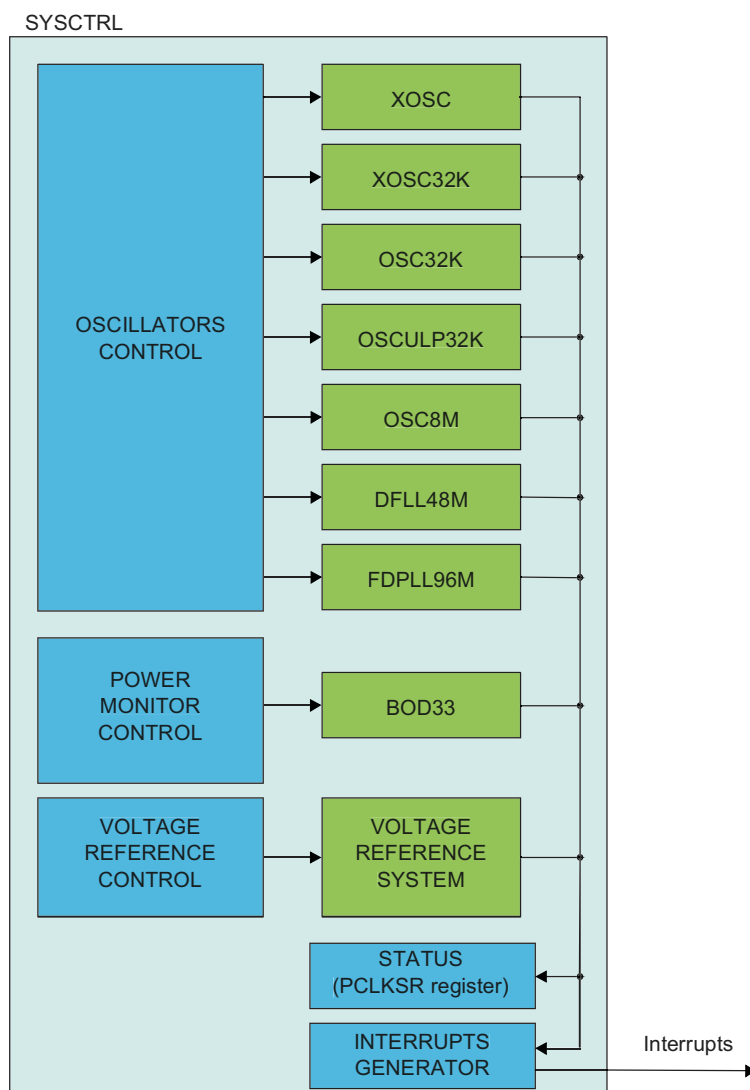 SYSCTRL
OSCILLATORS
CONTROL
XOSC
XOSC32K
OSC32K
OSCULP32K
OSC8M
DFLL48M
FDPLL96M
POWER
MONITOR
CONTROL
BOD33
VOLTAGE
REFERENCE
CONTROL
VOLTAGE
REFERENCE
SYSTEM
STATUS
(PCLKSR register)
INTERRUPTS
GENERATOR
Interrupts